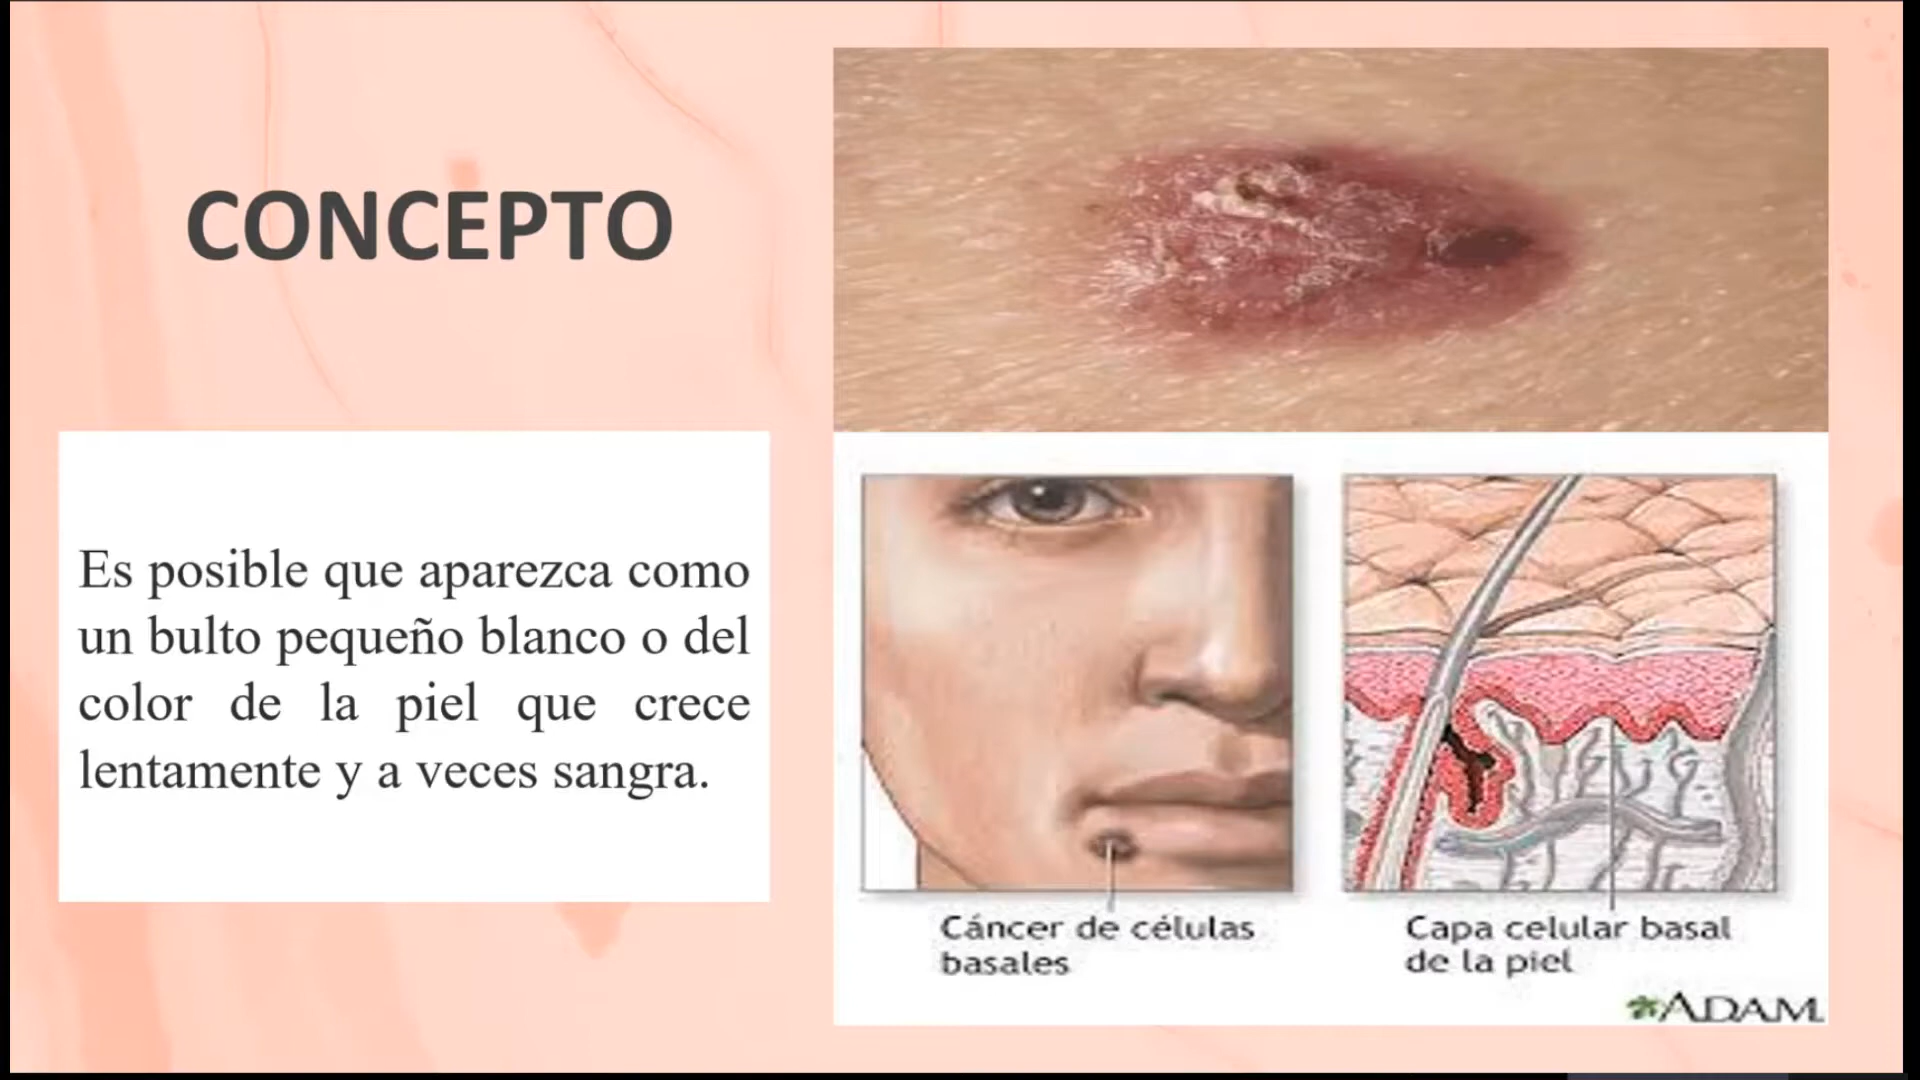 CONCEPTO
Es posible que aparezca como
un bulto pequeño blanco o del
color de la piel que crece
lentamente y a veces sangra.
Cáncer de células
basales
Capa celular basal
de la piel
ADAM.